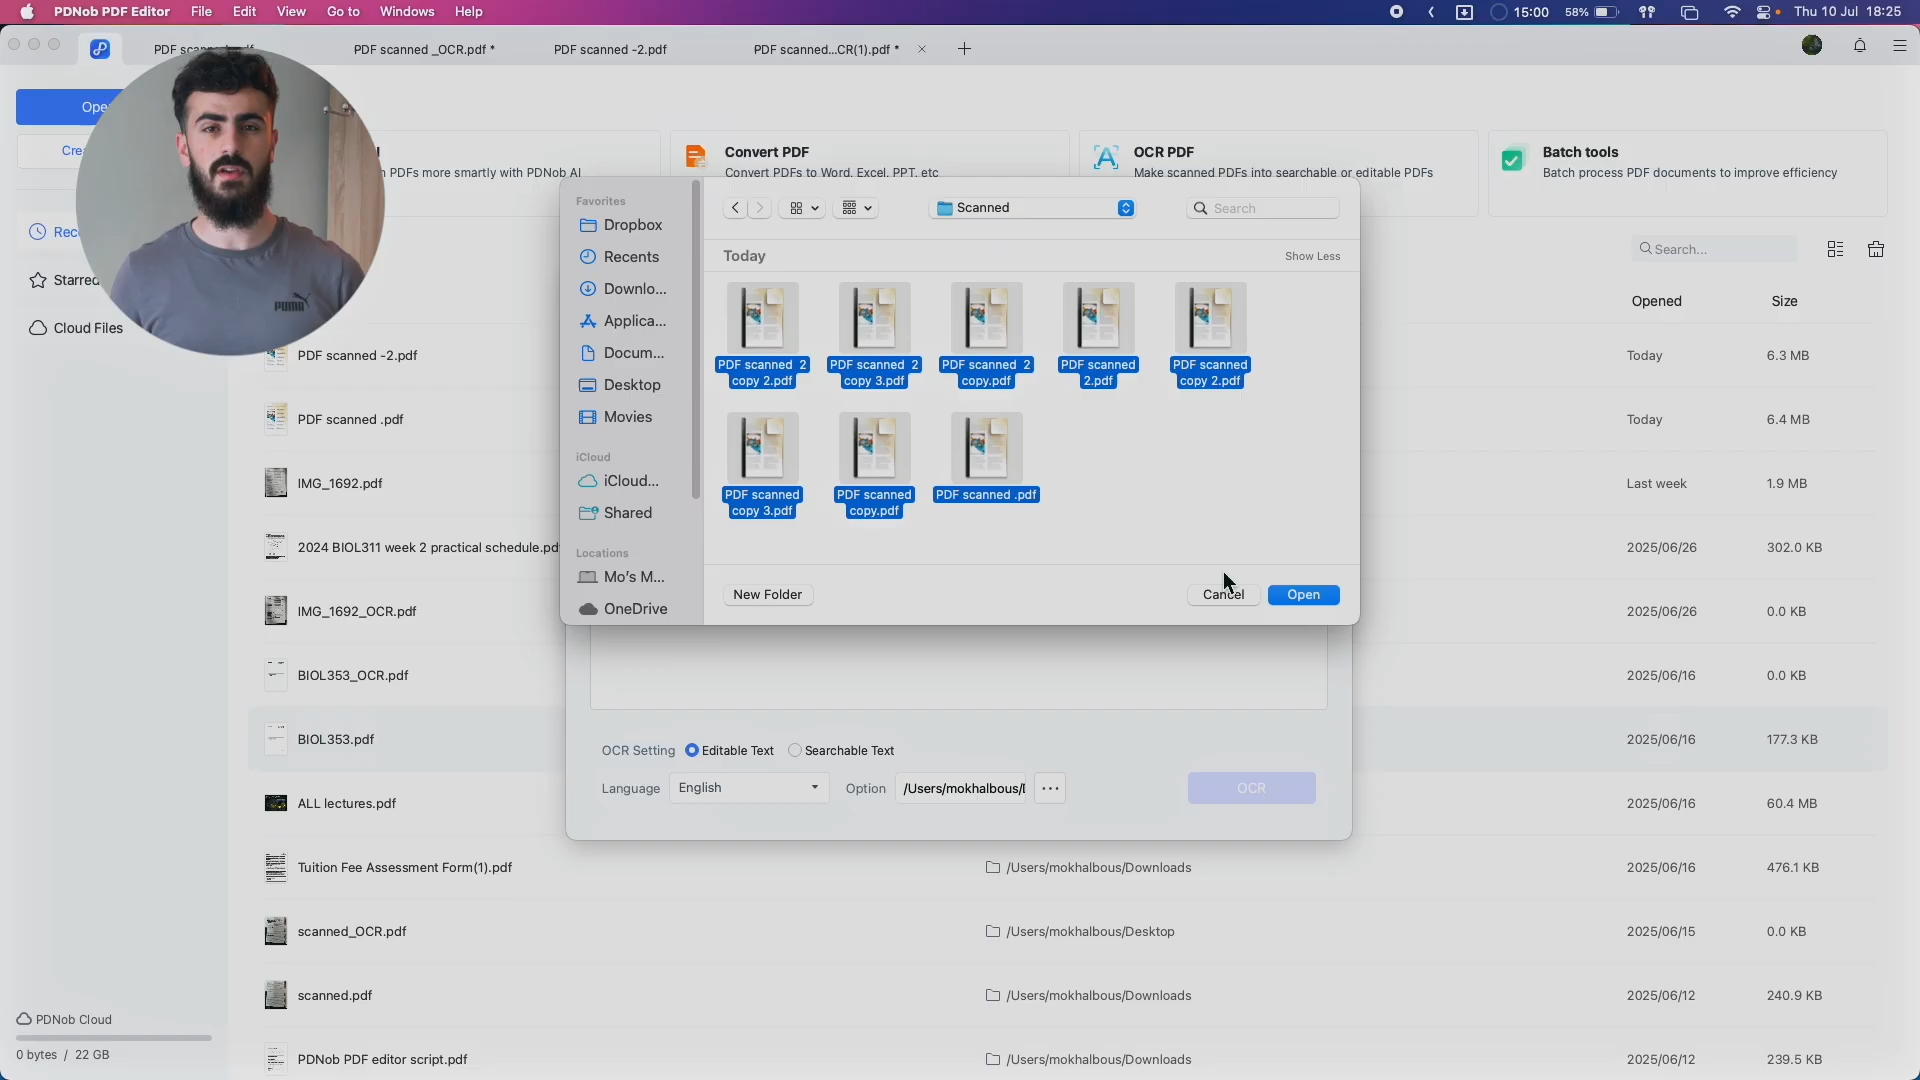 PDNob PDF Editor File Edit View Go to Windows Help
15:00 58% Thu 10 Jul 18:25
PDF scanned _OCR.pdf * PDF scanned -2.pdf PDF scanned...CR(1).pdf *
Convert PDF
Convert PDFs to Word, Excel, PPT, etc
OCR PDF
Make scanned PDFs into searchable or editable PDFs
Batch tools
Batch process PDF documents to improve efficiency
PDFs more smartly with PDNob AI
Starred
Cloud Files
Search...
Opened Size
PDF scanned -2.pdf Today 6.3 MB
PDF scanned .pdf Today 6.4 MB
IMG_1692.pdf Last week 1.9 MB
2024 BIOL311 week 2 practical schedule.pd 2025/06/26 302.0 KB
IMG_1692_OCR.pdf 2025/06/26 0.0 KB
BIOL353_OCR.pdf 2025/06/16 0.0 KB
BIOL353.pdf 2025/06/16 177.3 KB
ALL lectures.pdf 2025/06/16 60.4 MB
Tuition Fee Assessment Form(1).pdf /Users/mokhalbous/Downloads 2025/06/16 476.1 KB
scanned_OCR.pdf /Users/mokhalbous/Desktop 2025/06/15 0.0 KB
scanned.pdf /Users/mokhalbous/Downloads 2025/06/12 240.9 KB
PDNob PDF editor script.pdf /Users/mokhalbous/Downloads 2025/06/12 239.5 KB
PDNob Cloud
0 bytes / 22 GB
Favorites
Dropbox
Recents
Downlo...
Applica...
Docum...
Desktop
Movies
iCloud
iCloud...
Shared
Locations
Mo's M...
OneDrive
Scanned
Search
Today Show Less
PDF scanned 2 copy 2.pdf
PDF scanned 2 copy 3.pdf
PDF scanned 2 copy.pdf
PDF scanned 2.pdf
PDF scanned copy 2.pdf
PDF scanned copy 3.pdf
PDF scanned copy.pdf
PDF scanned .pdf
New Folder Cancel Open
OCR Setting Editable Text Searchable Text
Language English Option /Users/mokhalbous/ ... OCR
PUMA